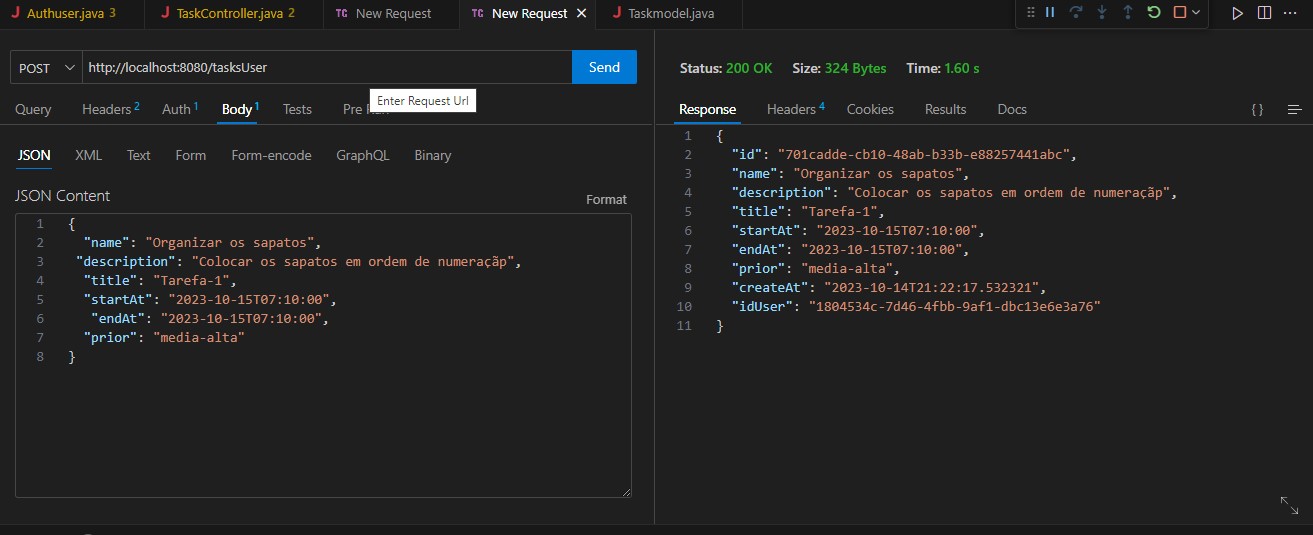 Authuser.java 3
TaskController.java 2
TC New Request
TC New Request
Taskmodel.java
POST http://localhost:8080/tasksUser Send
Enter Request Url
Query Headers 2 Auth 1 Body 1 Tests Pre Run
JSON XML Text Form Form-encode GraphQL Binary
JSON Content Format
1 {
2 "name": "Organizar os sapatos",
3 "description": "Colocar os sapatos em ordem de numeraçãp",
4 "title": "Tarefa-1",
5 "startAt": "2023-10-15T07:10:00",
6 "endAt": "2023-10-15T07:10:00",
7 "prior": "media-alta"
8 }
Status: 200 OK Size: 324 Bytes Time: 1.60 s
Response Headers 4 Cookies Results Docs { }
1 {
2 "id": "701cadde-cb10-48ab-b33b-e88257441abc",
3 "name": "Organizar os sapatos",
4 "description": "Colocar os sapatos em ordem de numeraçãp",
5 "title": "Tarefa-1",
6 "startAt": "2023-10-15T07:10:00",
7 "endAt": "2023-10-15T07:10:00",
8 "prior": "media-alta",
9 "createAt": "2023-10-14T21:22:17.532321",
10 "idUser": "1804534c-7d46-4fbb-9af1-dbc13e6e3a76"
11 }